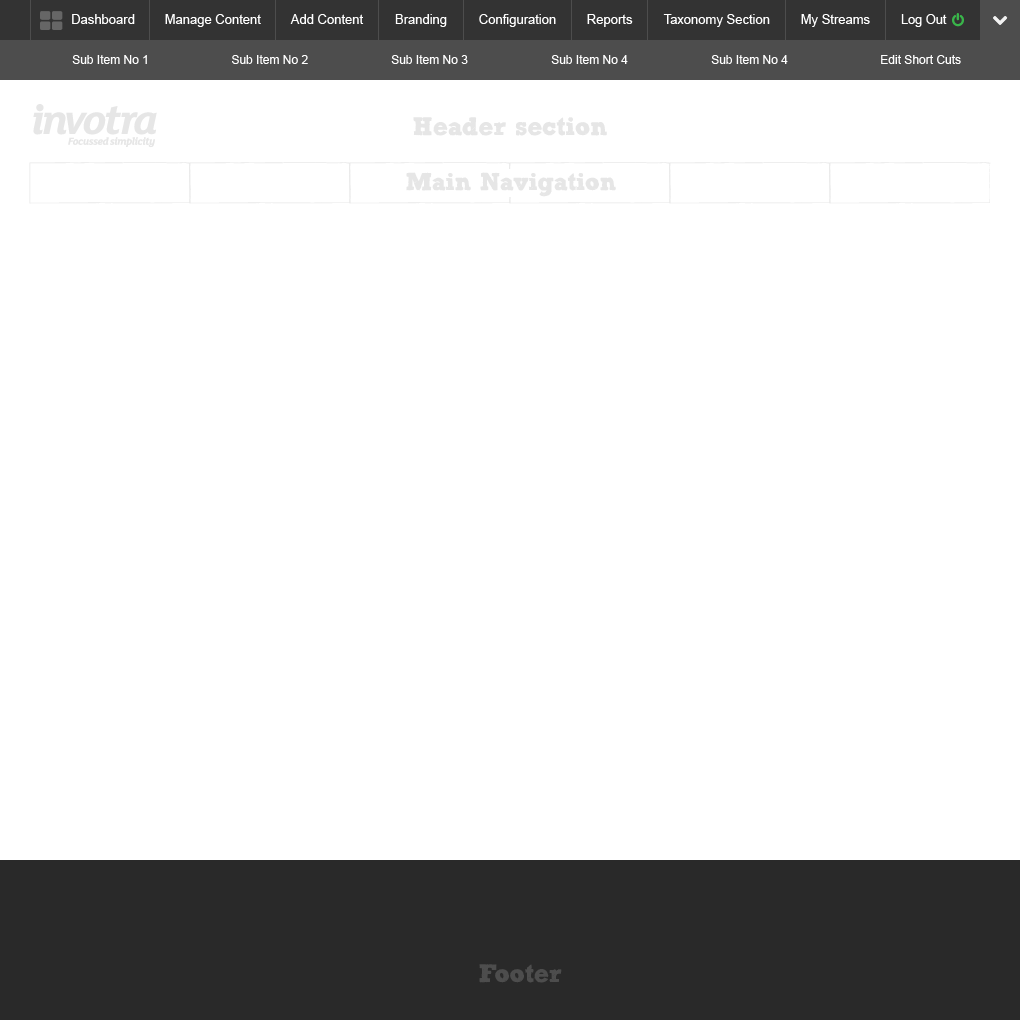 Dashboard Manage Content Add Content Branding Configuration Reports Taxonomy Section My Streams Log Out
Sub Item No 1 Sub Item No 2 Sub Item No 3 Sub Item No 4 Sub Item No 4 Edit Short Cuts
invotra
Focussed simplicity
Header section
Main Navigation
Footer